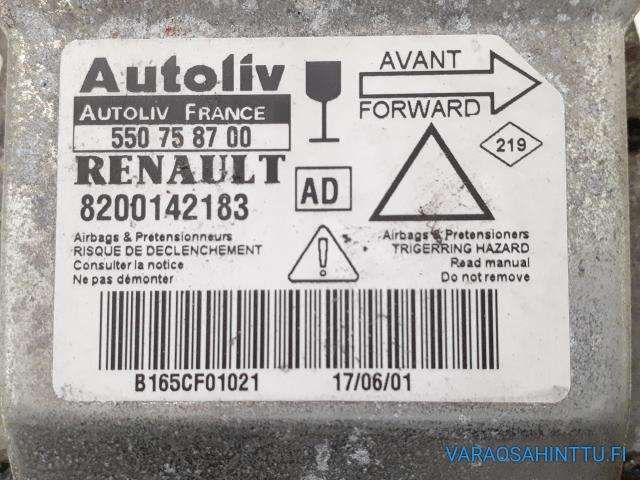 Autoliv
AUTOLIV FRANCE
550 75 87 00
RENAULT
8200142183
AVANT
FORWARD
219
AD
Airbags & Pretensionneurs
RISQUE DE DECLENCHEMENT
Consulter la notice
Ne pas démonter
Airbags & Pretensioners
TRIGERRING HAZARD
Read manual
Do not remove
B165CF01021 17/06/01
VARAOSAHINTTU.FI